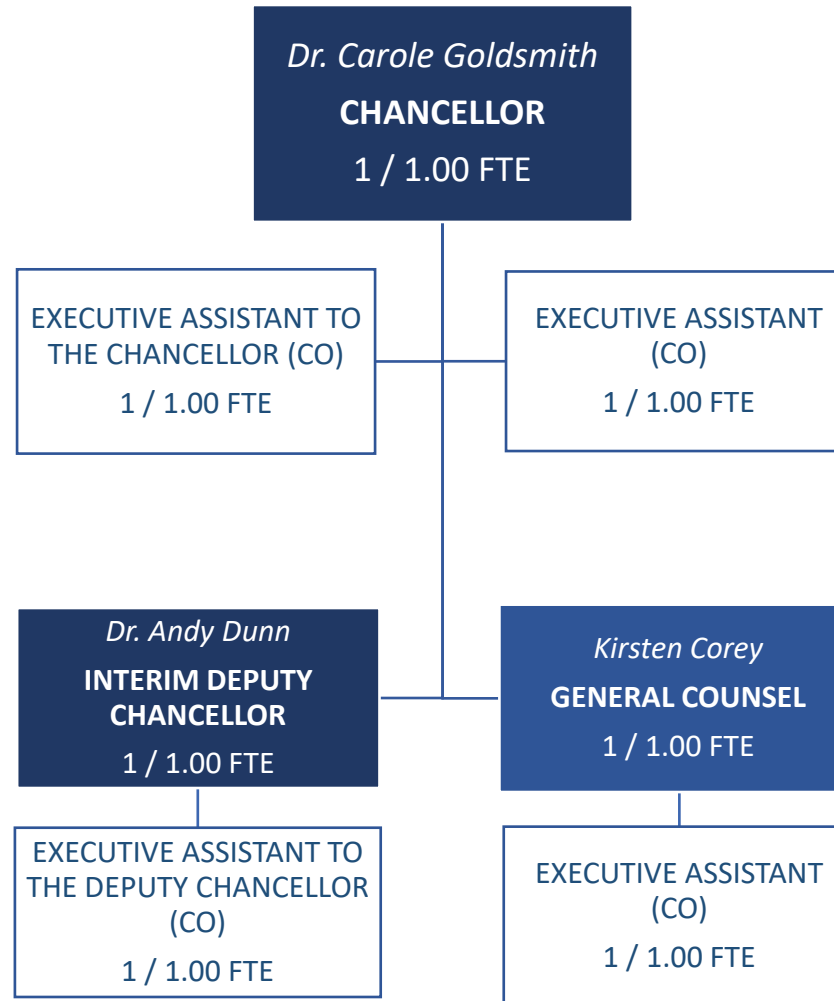 Dr. Carole Goldsmith
CHANCELLOR
1 / 1.00 FTE
EXECUTIVE ASSISTANT TO
THE CHANCELLOR (CO)
1 / 1.00 FTE
EXECUTIVE ASSISTANT
(CO)
1 / 1.00 FTE
Dr. Andy Dunn
INTERIM DEPUTY
CHANCELLOR
1 / 1.00 FTE
Kirsten Corey
GENERAL COUNSEL
1 / 1.00 FTE
EXECUTIVE ASSISTANT TO
THE DEPUTY CHANCELLOR
(CO)
1 / 1.00 FTE
EXECUTIVE ASSISTANT
(CO)
1 / 1.00 FTE